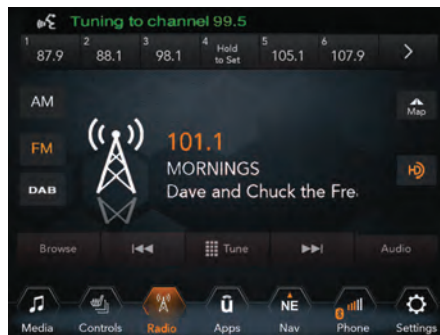 Tuning to channel 99.5
1 87.9 2 88.1 3 98.1 4 Hold to Set 5 105.1 6 107.9
AM
Map
FM
101.1
HD
MORNINGS
DAB
Dave and Chuck the Fre
Browse Tune Audio
û NE
Media Controls Radio Apps Nav Phone Settings